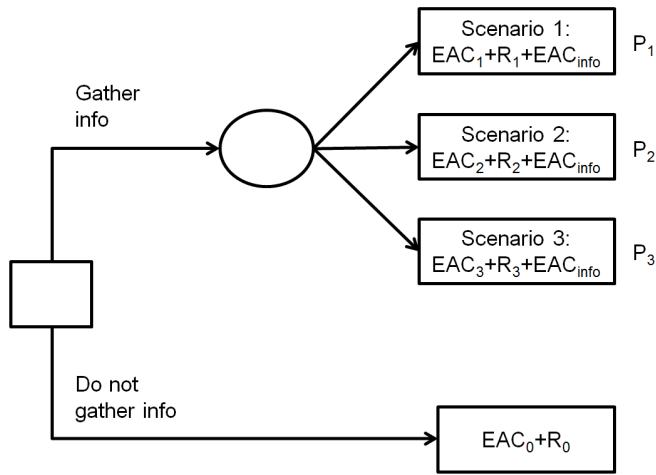 Scenario 1:
EAC₁+R₁+EACinfo
P₁
Gather
info
Scenario 2:
EAC₂+R₂+EACinfo
P₂
Scenario 3:
EAC₃+R₃+EACinfo
P₃
Do not
gather info
EAC₀+R₀